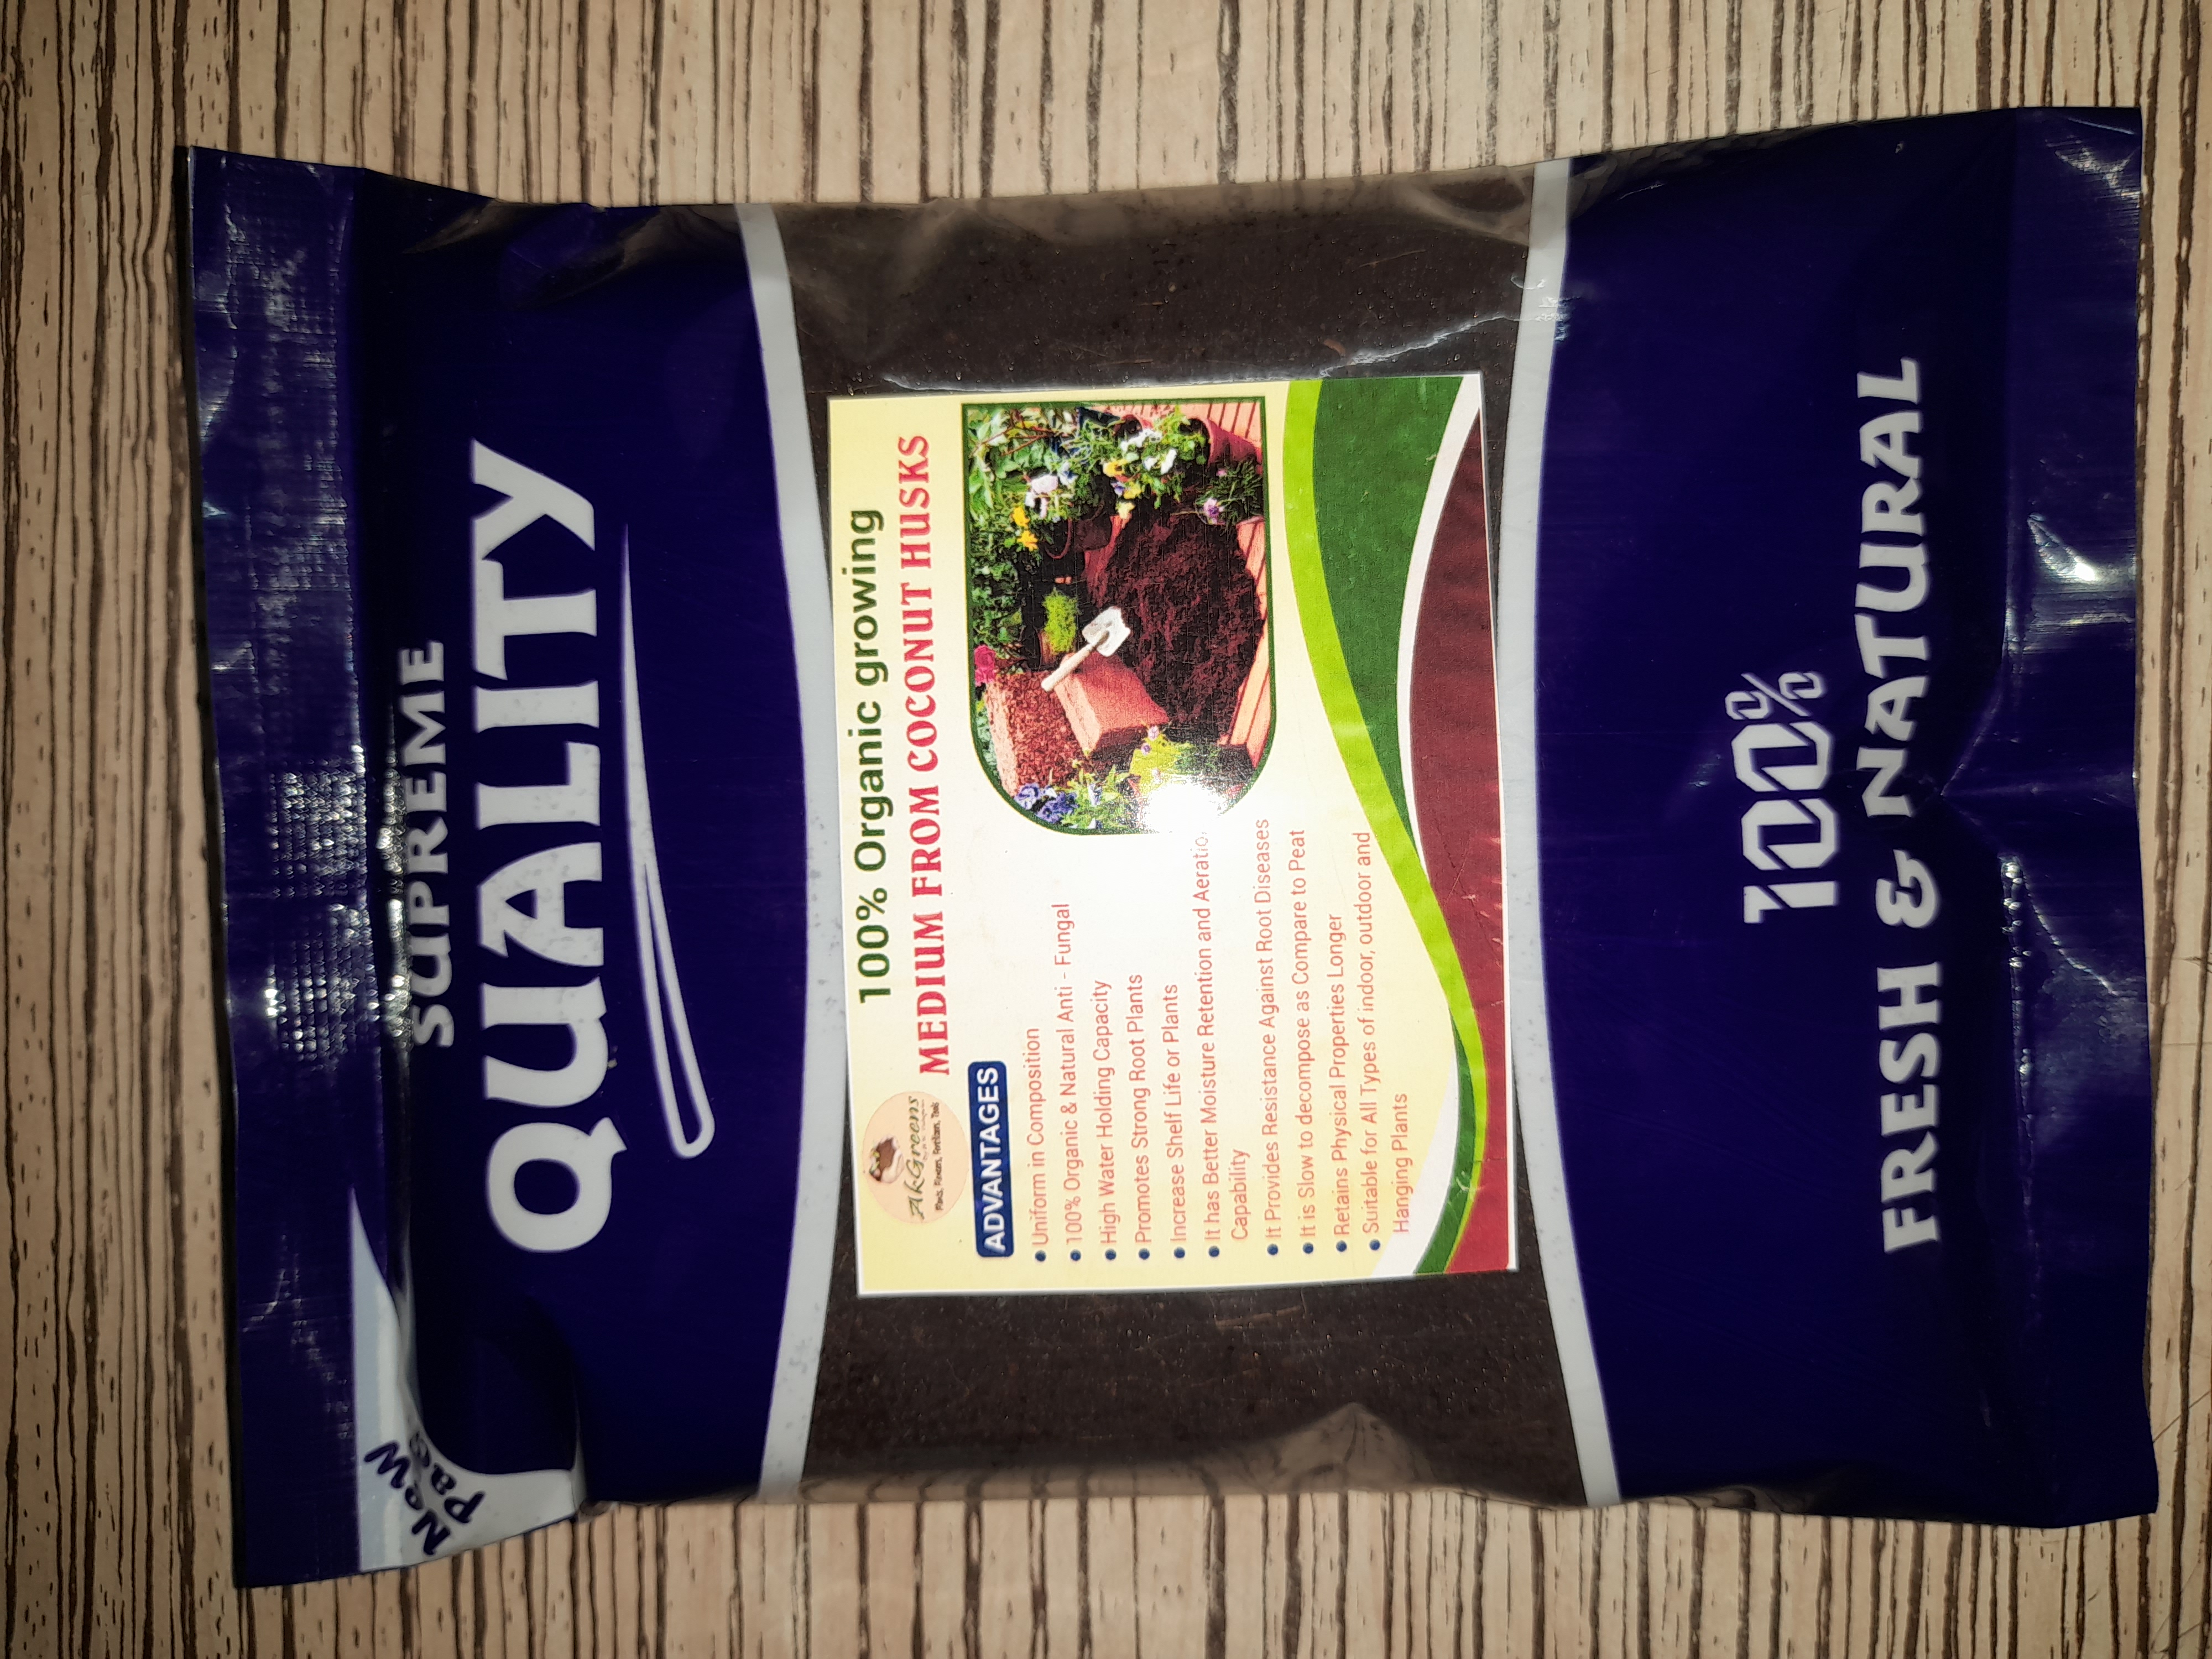 New
Pack
SUPREME
QUALITY
100% Organic growing
MEDIUM FROM COCONUT HUSKS
AkGreens
ADVANTAGES
• Uniform in Composition
• 100% Organic & Natural Anti - Fungal
• High Water Holding Capacity
• Promotes Strong Root Plants
• Increase Shelf Life or Plants
• It has Better Moisture Retention and Aeration
Capability
• It Provides Resistance Against Root Diseases
• It is Slow to decompose as Compare to Peat
• Retains Physical Properties Longer
• Suitable for All Types of indoor, outdoor and
Hanging Plants
100%
FRESH & NATURAL